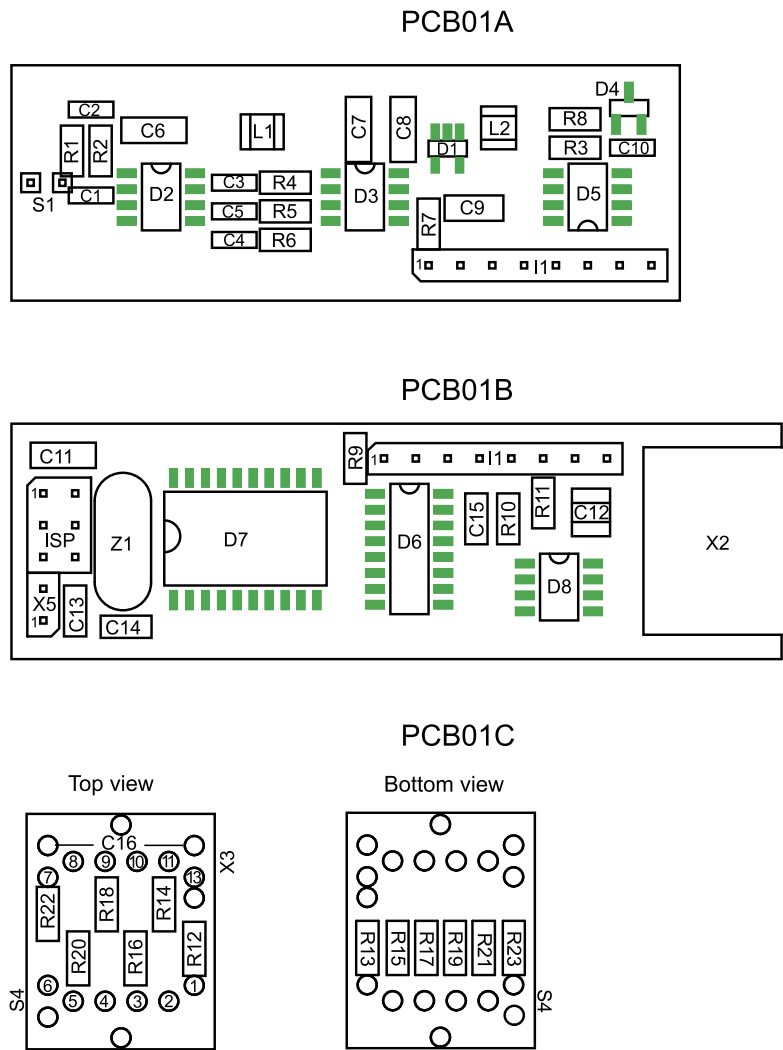 PCB01A
C2
C6
L1
C7
C8
D4
R8
R1
R2
L2
D1
R3
C10
S1
C1
D2
C3
R4
D3
D5
C5
R5
R7
C9
C4
R6
1
I1
PCB01B
C11
R9
1
I1
1
ISP
Z1
D7
D6
C15
R10
R11
C12
X2
X5
1
C13
C14
D8
PCB01C
Top view
Bottom view
C16
X3
8
9
10
11
7
13
R22
R18
R14
R20
R16
R12
6
5
4
3
2
1
S4
R13
R15
R17
R19
R21
R23
S4